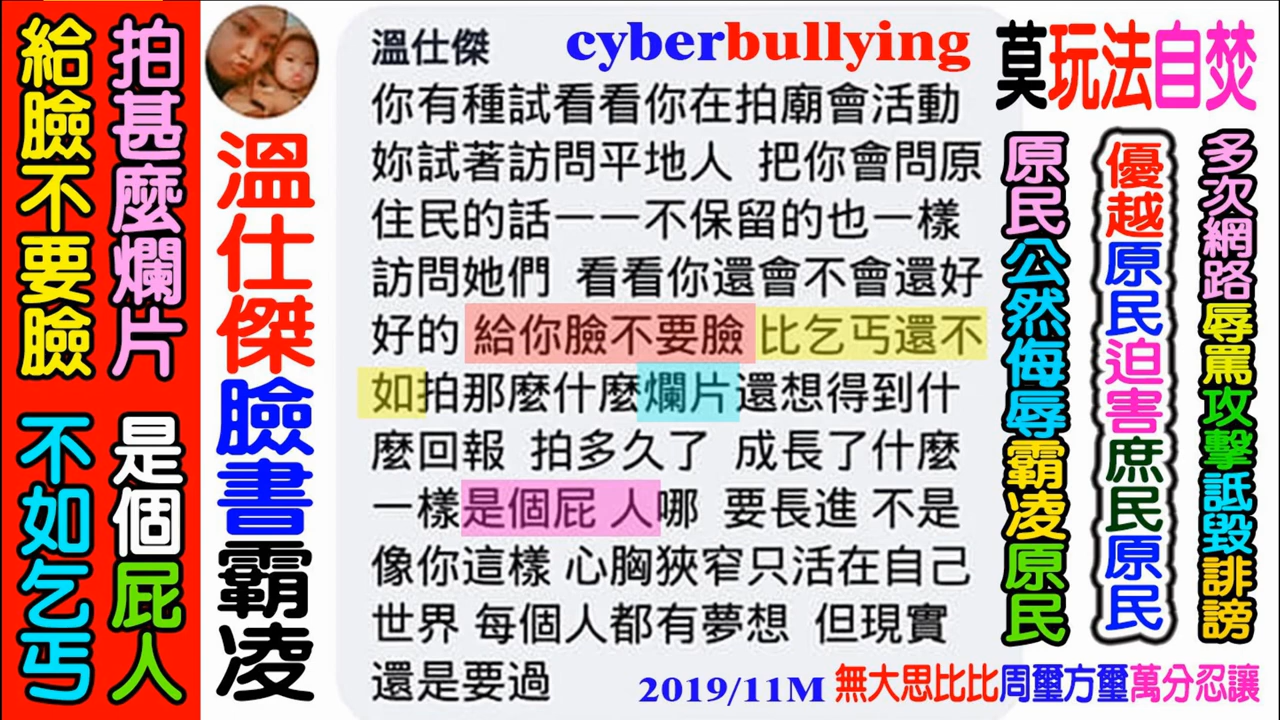 拍甚麼爛片 是個屁人
給臉不要臉 不如乞丐
溫仕傑臉書霸凌
溫仕傑
cyberbullying
你有種試看看你在拍廟會活動
妳試著訪問平地人 把你會問原
住民的話一一不保留的也一樣
訪問她們 看看你還會不會還好
好的 給你臉不要臉 比乞丐還不
如拍那麼什麼爛片還想得到什
麼回報 拍多久了 成長了什麼
一樣是個屁 人哪 要長進 不是
像你這樣 心胸狹窄只活在自己
世界 每個人都有夢想 但現實
還是要過
莫玩法自焚
多次網路辱罵攻擊詆毀誹謗
優越原民迫害庶民原民
原民公然侮辱霸凌原民
2019/11M 無大思比比周璽方璽萬分忍讓